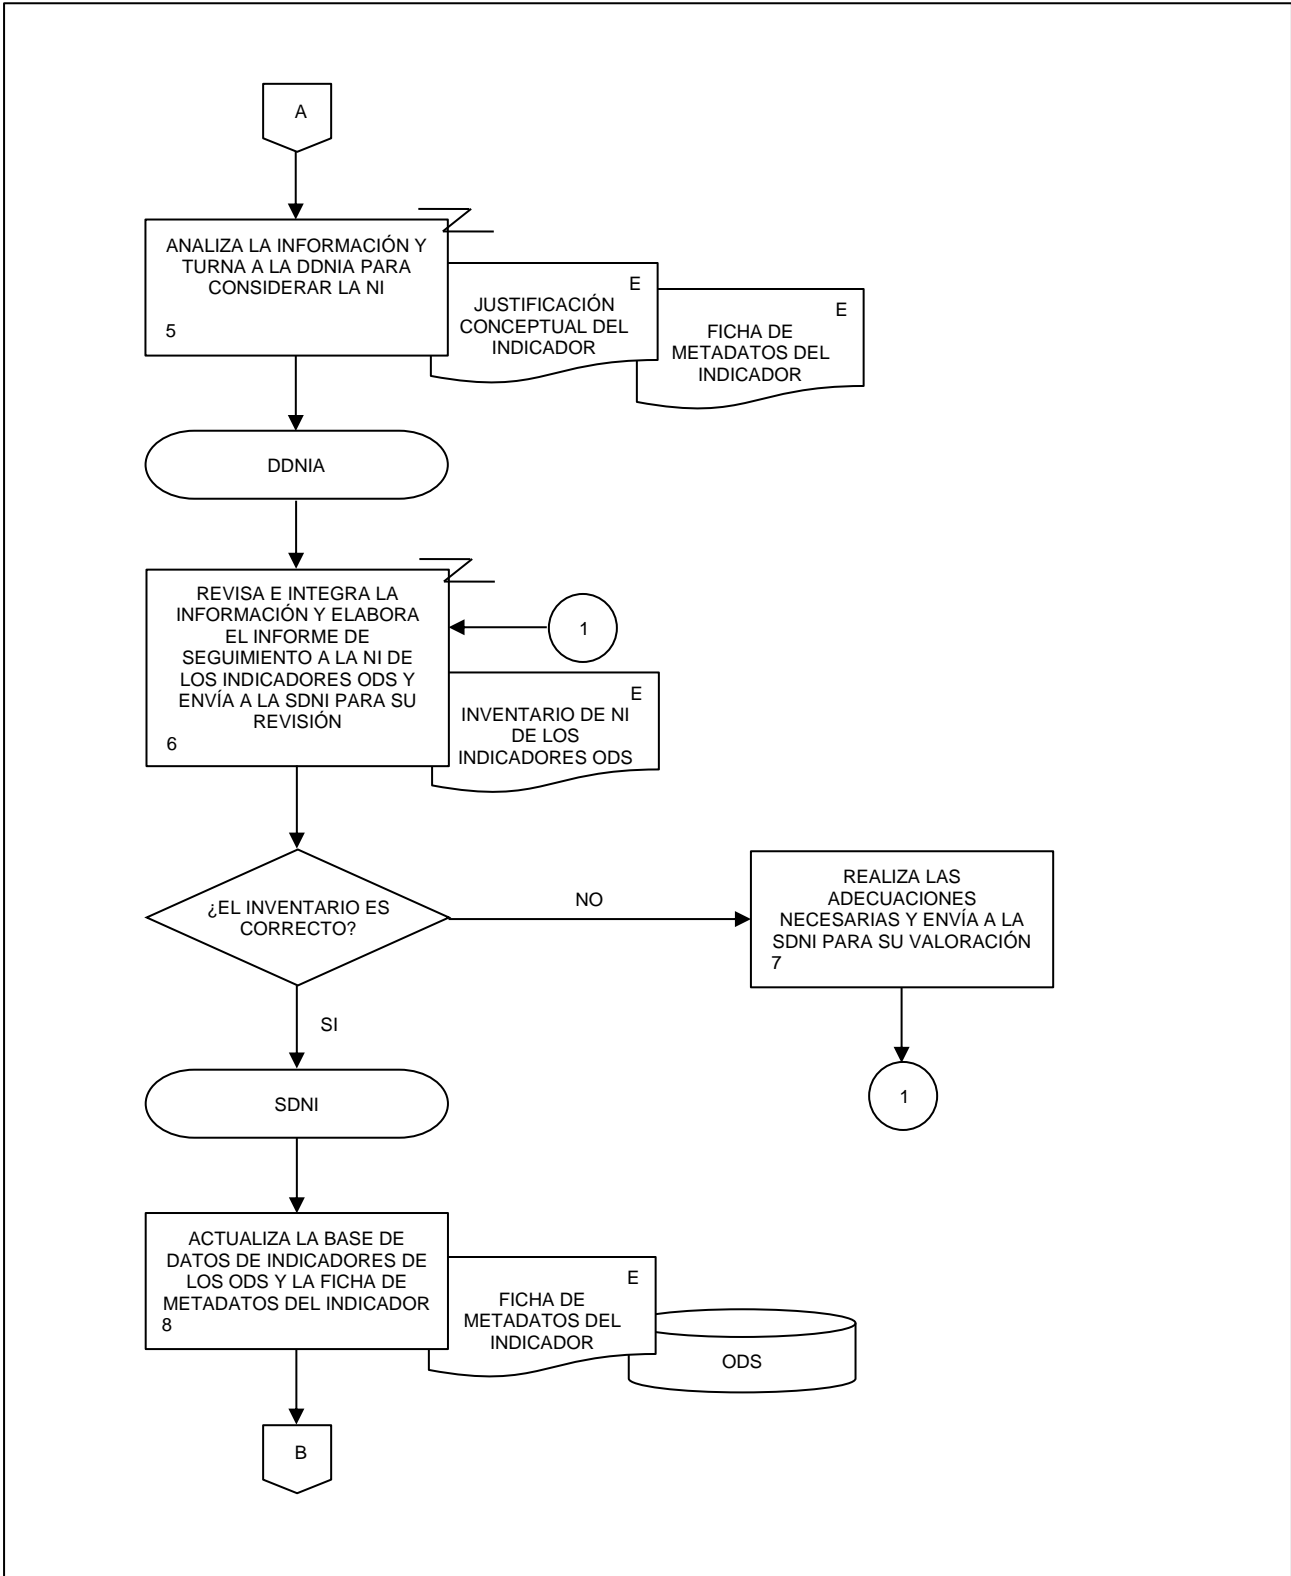 A
ANALIZA LA INFORMACIÓN Y
TURNA A LA DDNIA PARA
CONSIDERAR LA NI
5
E
JUSTIFICACIÓN
CONCEPTUAL DEL
INDICADOR
E
FICHA DE
METADATOS DEL
INDICADOR
DDNIA
REVISA E INTEGRA LA
INFORMACIÓN Y ELABORA
EL INFORME DE
SEGUIMIENTO A LA NI DE
LOS INDICADORES ODS Y
ENVÍA A LA SDNI PARA SU
REVISIÓN
6
1
E
INVENTARIO DE NI
DE LOS
INDICADORES ODS
¿EL INVENTARIO ES
CORRECTO?
NO
REALIZA LAS
ADECUACIONES
NECESARIAS Y ENVÍA A LA
SDNI PARA SU VALORACIÓN
7
1
SI
SDNI
ACTUALIZA LA BASE DE
DATOS DE INDICADORES DE
LOS ODS Y LA FICHA DE
METADATOS DEL INDICADOR
8
E
FICHA DE
METADATOS DEL
INDICADOR
ODS
B